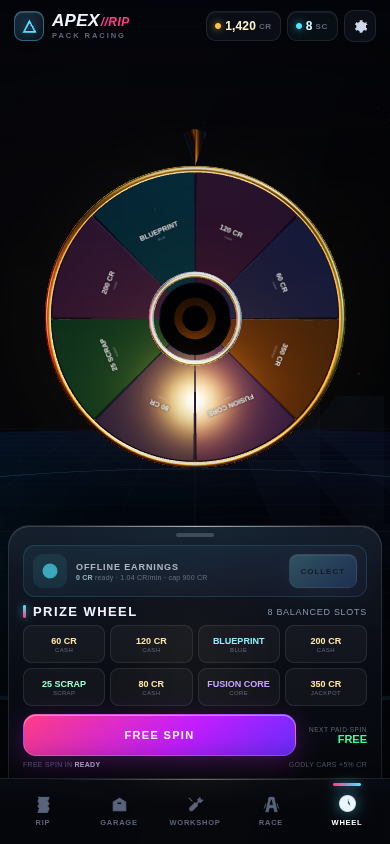 APEX//RIP
PACK RACING
1,420 CR
8 SC
BLUEPRINT
120 CR
200 CR
60 CR
25 SCRAP
350 CR
80 CR
FUSION CORE
OFFLINE EARNINGS
0 CR ready · 1.04 CR/min · cap 900 CR
COLLECT
PRIZE WHEEL
8 BALANCED SLOTS
60 CR
CASH
120 CR
CASH
BLUEPRINT
BLUE
200 CR
CASH
25 SCRAP
SCRAP
80 CR
CASH
FUSION CORE
CORE
350 CR
JACKPOT
FREE SPIN
NEXT PAID SPIN
FREE
FREE SPIN IN READY
GODLY CARS +5% CR
RIP
GARAGE
WORKSHOP
RACE
WHEEL